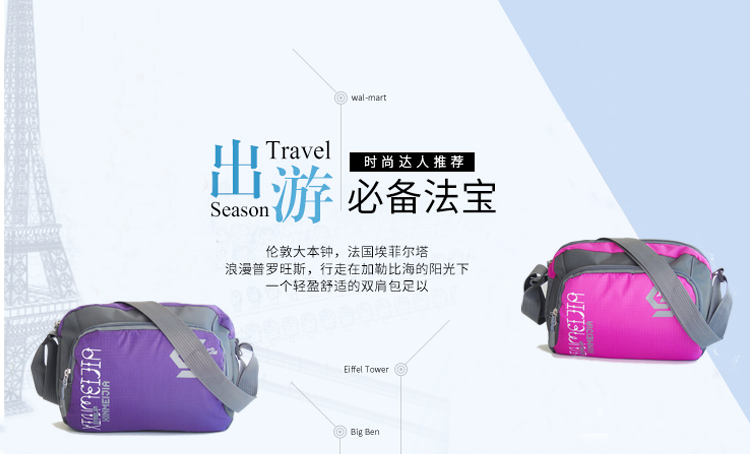 wal-mart
出游
Travel
Season
时尚达人推荐
必备法宝
伦敦大本钟，法国埃菲尔塔
浪漫普罗旺斯，行走在加勒比海的阳光下
一个轻盈舒适的双肩包足以
Eiffel Tower
Big Ben
XINMEIJIA
XINMEIJIA